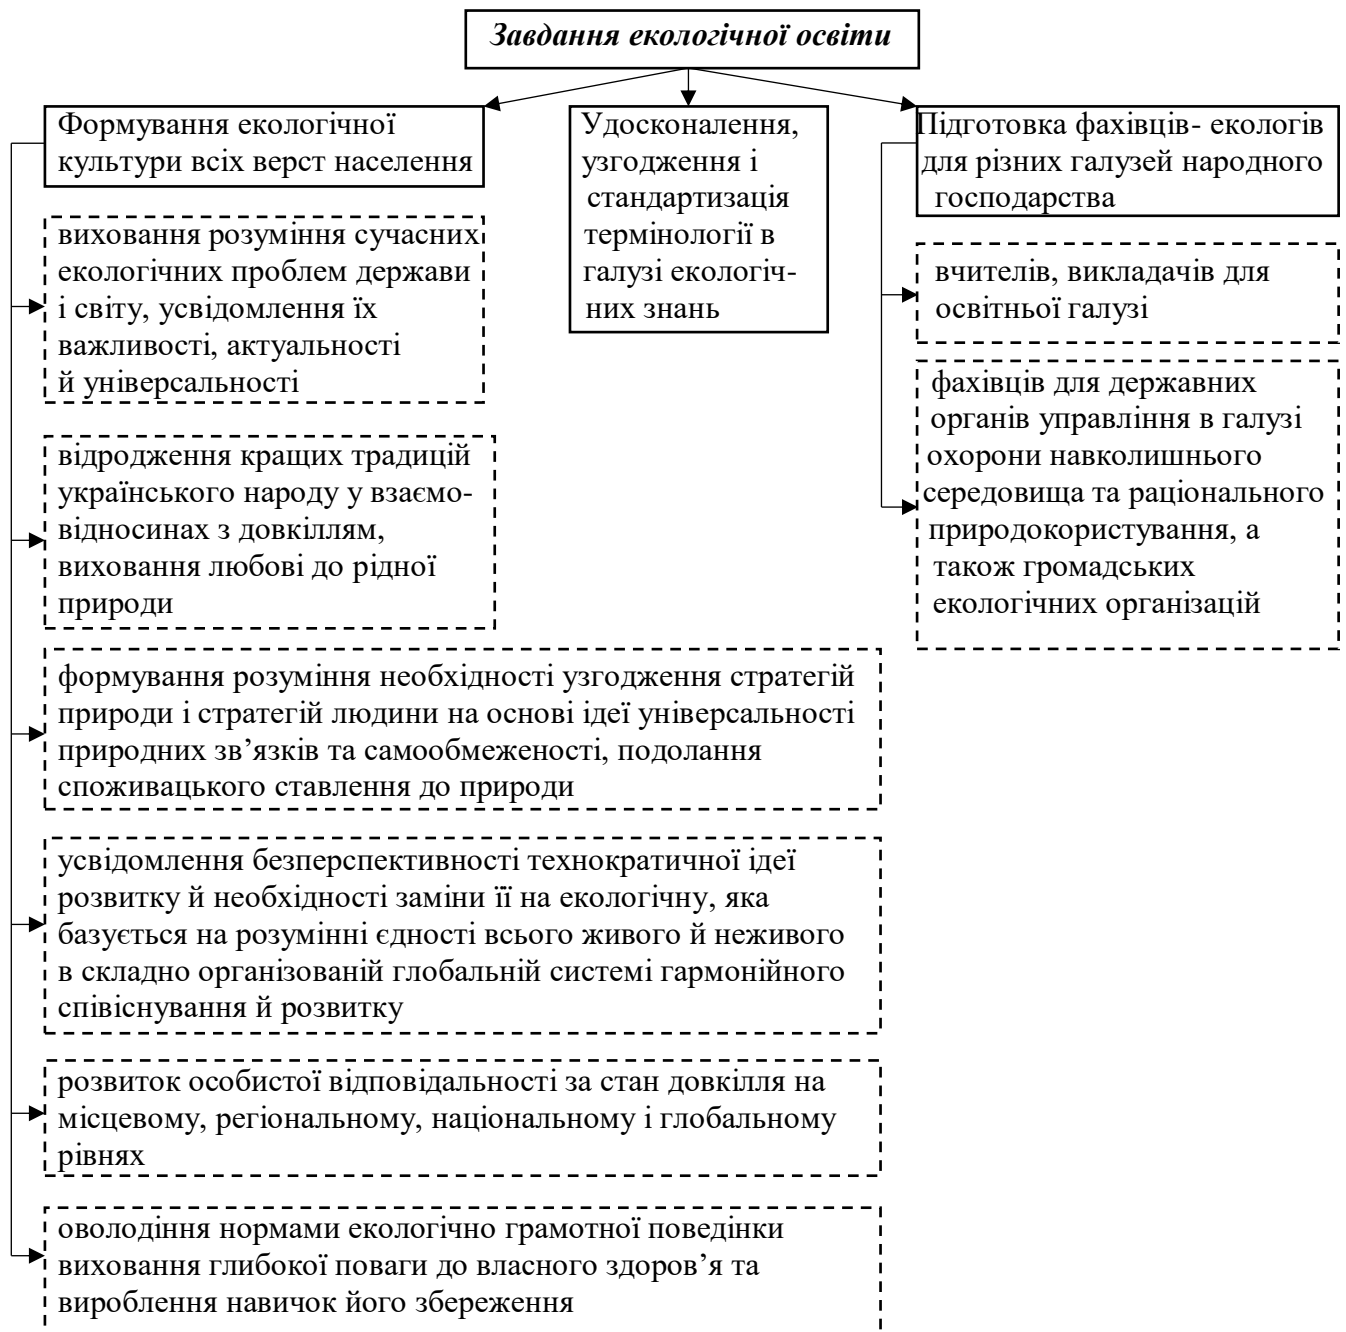 Завдання екологічної освіти
Формування екологічної
культури всіх верст населення
виховання розуміння сучасних
екологічних проблем держави
і світу, усвідомлення їх
важливості, актуальності
й універсальності
відродження кращих традицій
українського народу у взаємо-
відносинах з довкіллям,
виховання любові до рідної
природи
формування розуміння необхідності узгодження стратегій
природи і стратегій людини на основі ідеї універсальності
природних зв’язків та самообмеженості, подолання
споживацького ставлення до природи
усвідомлення безперспективності технократичної ідеї
розвитку й необхідності заміни її на екологічну, яка
базується на розумінні єдності всього живого й неживого
в складно організованій глобальній системі гармонійного
співіснування й розвитку
розвиток особистої відповідальності за стан довкілля на
місцевому, регіональному, національному і глобальному
рівнях
оволодіння нормами екологічно грамотної поведінки
виховання глибокої поваги до власного здоров’я та
вироблення навичок його збереження
Удосконалення,
узгодження і
стандартизація
термінології в
галузі екологіч-
них знань
Підготовка фахівців- екологів
для різних галузей народного
господарства
вчителів, викладачів для
освітньої галузі
фахівців для державних
органів управління в галузі
охорони навколишнього
середовища та раціонального
природокористування, а
також громадських
екологічних організацій